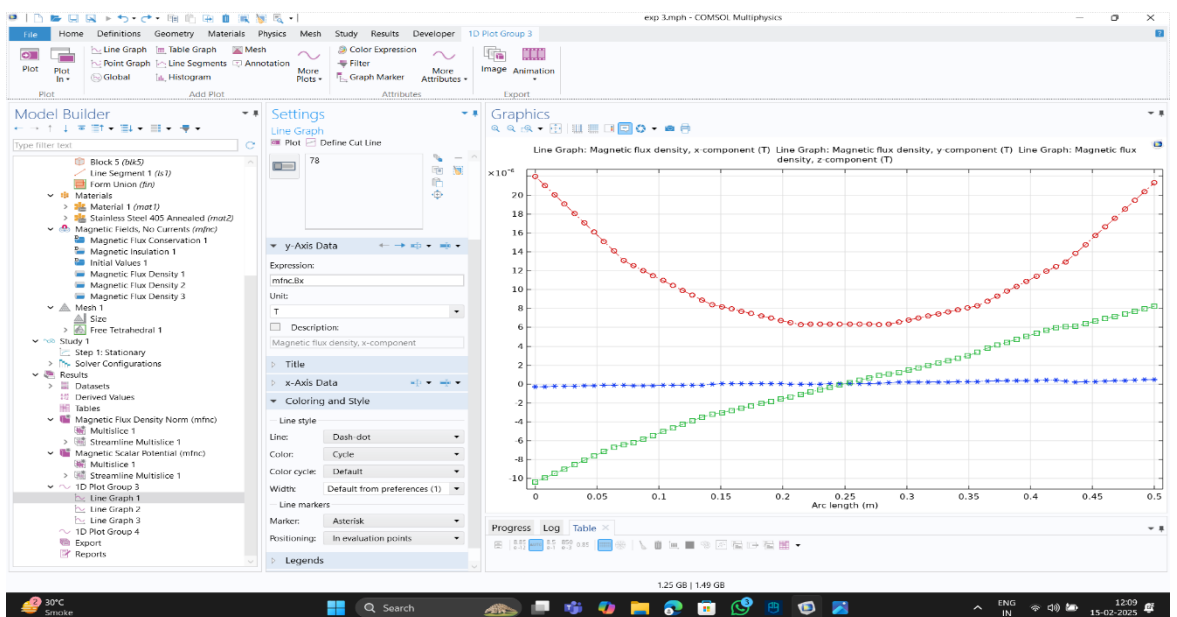 exp 3.mph - COMSOL Multiphysics
File Home Definitions Geometry Materials Physics Mesh Study Results Developer 1D Plot Group 3
Plot
Plot In
Line Graph Table Graph Mesh
Point Graph Line Segments Annotation
Global Histogram
More Plots
Color Expression
Filter
Graph Marker
More Attributes
Image Animation
Plot Add Plot Attributes Export
Model Builder
Type filter text
Block 5 (blk5)
Line Segment 1 (ls1)
Form Union (fin)
Materials
Material 1 (mat1)
Stainless Steel 405 Annealed (mat2)
Magnetic Fields, No Currents (mfnc)
Magnetic Flux Conservation 1
Magnetic Insulation 1
Initial Values 1
Magnetic Flux Density 1
Magnetic Flux Density 2
Magnetic Flux Density 3
Mesh 1
Size
Free Tetrahedral 1
Study 1
Step 1: Stationary
Solver Configurations
Results
Datasets
Derived Values
Tables
Magnetic Flux Density Norm (mfnc)
Multislice 1
Streamline Multislice 1
Magnetic Scalar Potential (mfnc)
Multislice 1
Streamline Multislice 1
1D Plot Group 3
Line Graph 1
Line Graph 2
Line Graph 3
1D Plot Group 4
Export
Reports
Settings
Line Graph
Plot Define Cut Line
78
y-Axis Data
Expression:
mfnc.Bx
Unit:
T
Description:
Magnetic flux density, x-component
Title
x-Axis Data
Coloring and Style
Line style
Line: Dash-dot
Color: Cycle
Color cycle: Default
Width: Default from preferences (1)
Line markers
Marker: Asterisk
Positioning: In evaluation points
Legends
Graphics
Line Graph: Magnetic flux density, x-component (T) Line Graph: Magnetic flux density, y-component (T) Line Graph: Magnetic flux
density, z-component (T)
×10⁻⁶
20
18
16
14
12
10
8
6
4
2
0
-2
-4
-6
-8
-10
0 0.05 0.1 0.15 0.2 0.25 0.3 0.35 0.4 0.45 0.5
Arc length (m)
Progress Log Table
1.25 GB | 1.49 GB
2
30°C
Smoke
Search
3
ENG
IN
12:09
15-02-2025